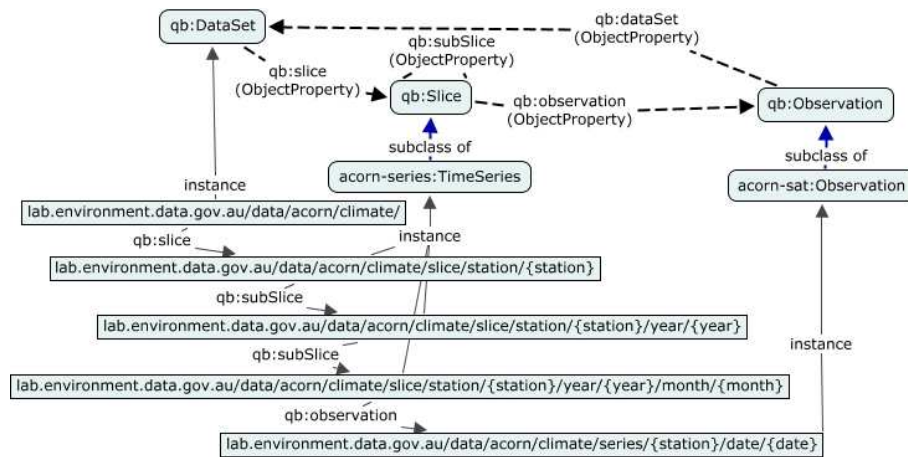 qb:DataSet
qb:dataSet
(ObjectProperty)
qb:subSlice
(ObjectProperty)
qb:slice
(ObjectProperty)
qb:Slice
qb:observation
(ObjectProperty)
qb:Observation
subclass of
subclass of
acorn-series:TimeSeries
acorn-sat:Observation
instance
lab.environment.data.gov.au/data/acorn/climate/
qb:slice
instance
lab.environment.data.gov.au/data/acorn/climate/slice/station/{station}
qb:subSlice
lab.environment.data.gov.au/data/acorn/climate/slice/station/{station}/year/{year}
qb:subSlice
instance
lab.environment.data.gov.au/data/acorn/climate/slice/station/{station}/year/{year}/month/{month}
qb:observation
lab.environment.data.gov.au/data/acorn/climate/series/{station}/date/{date}